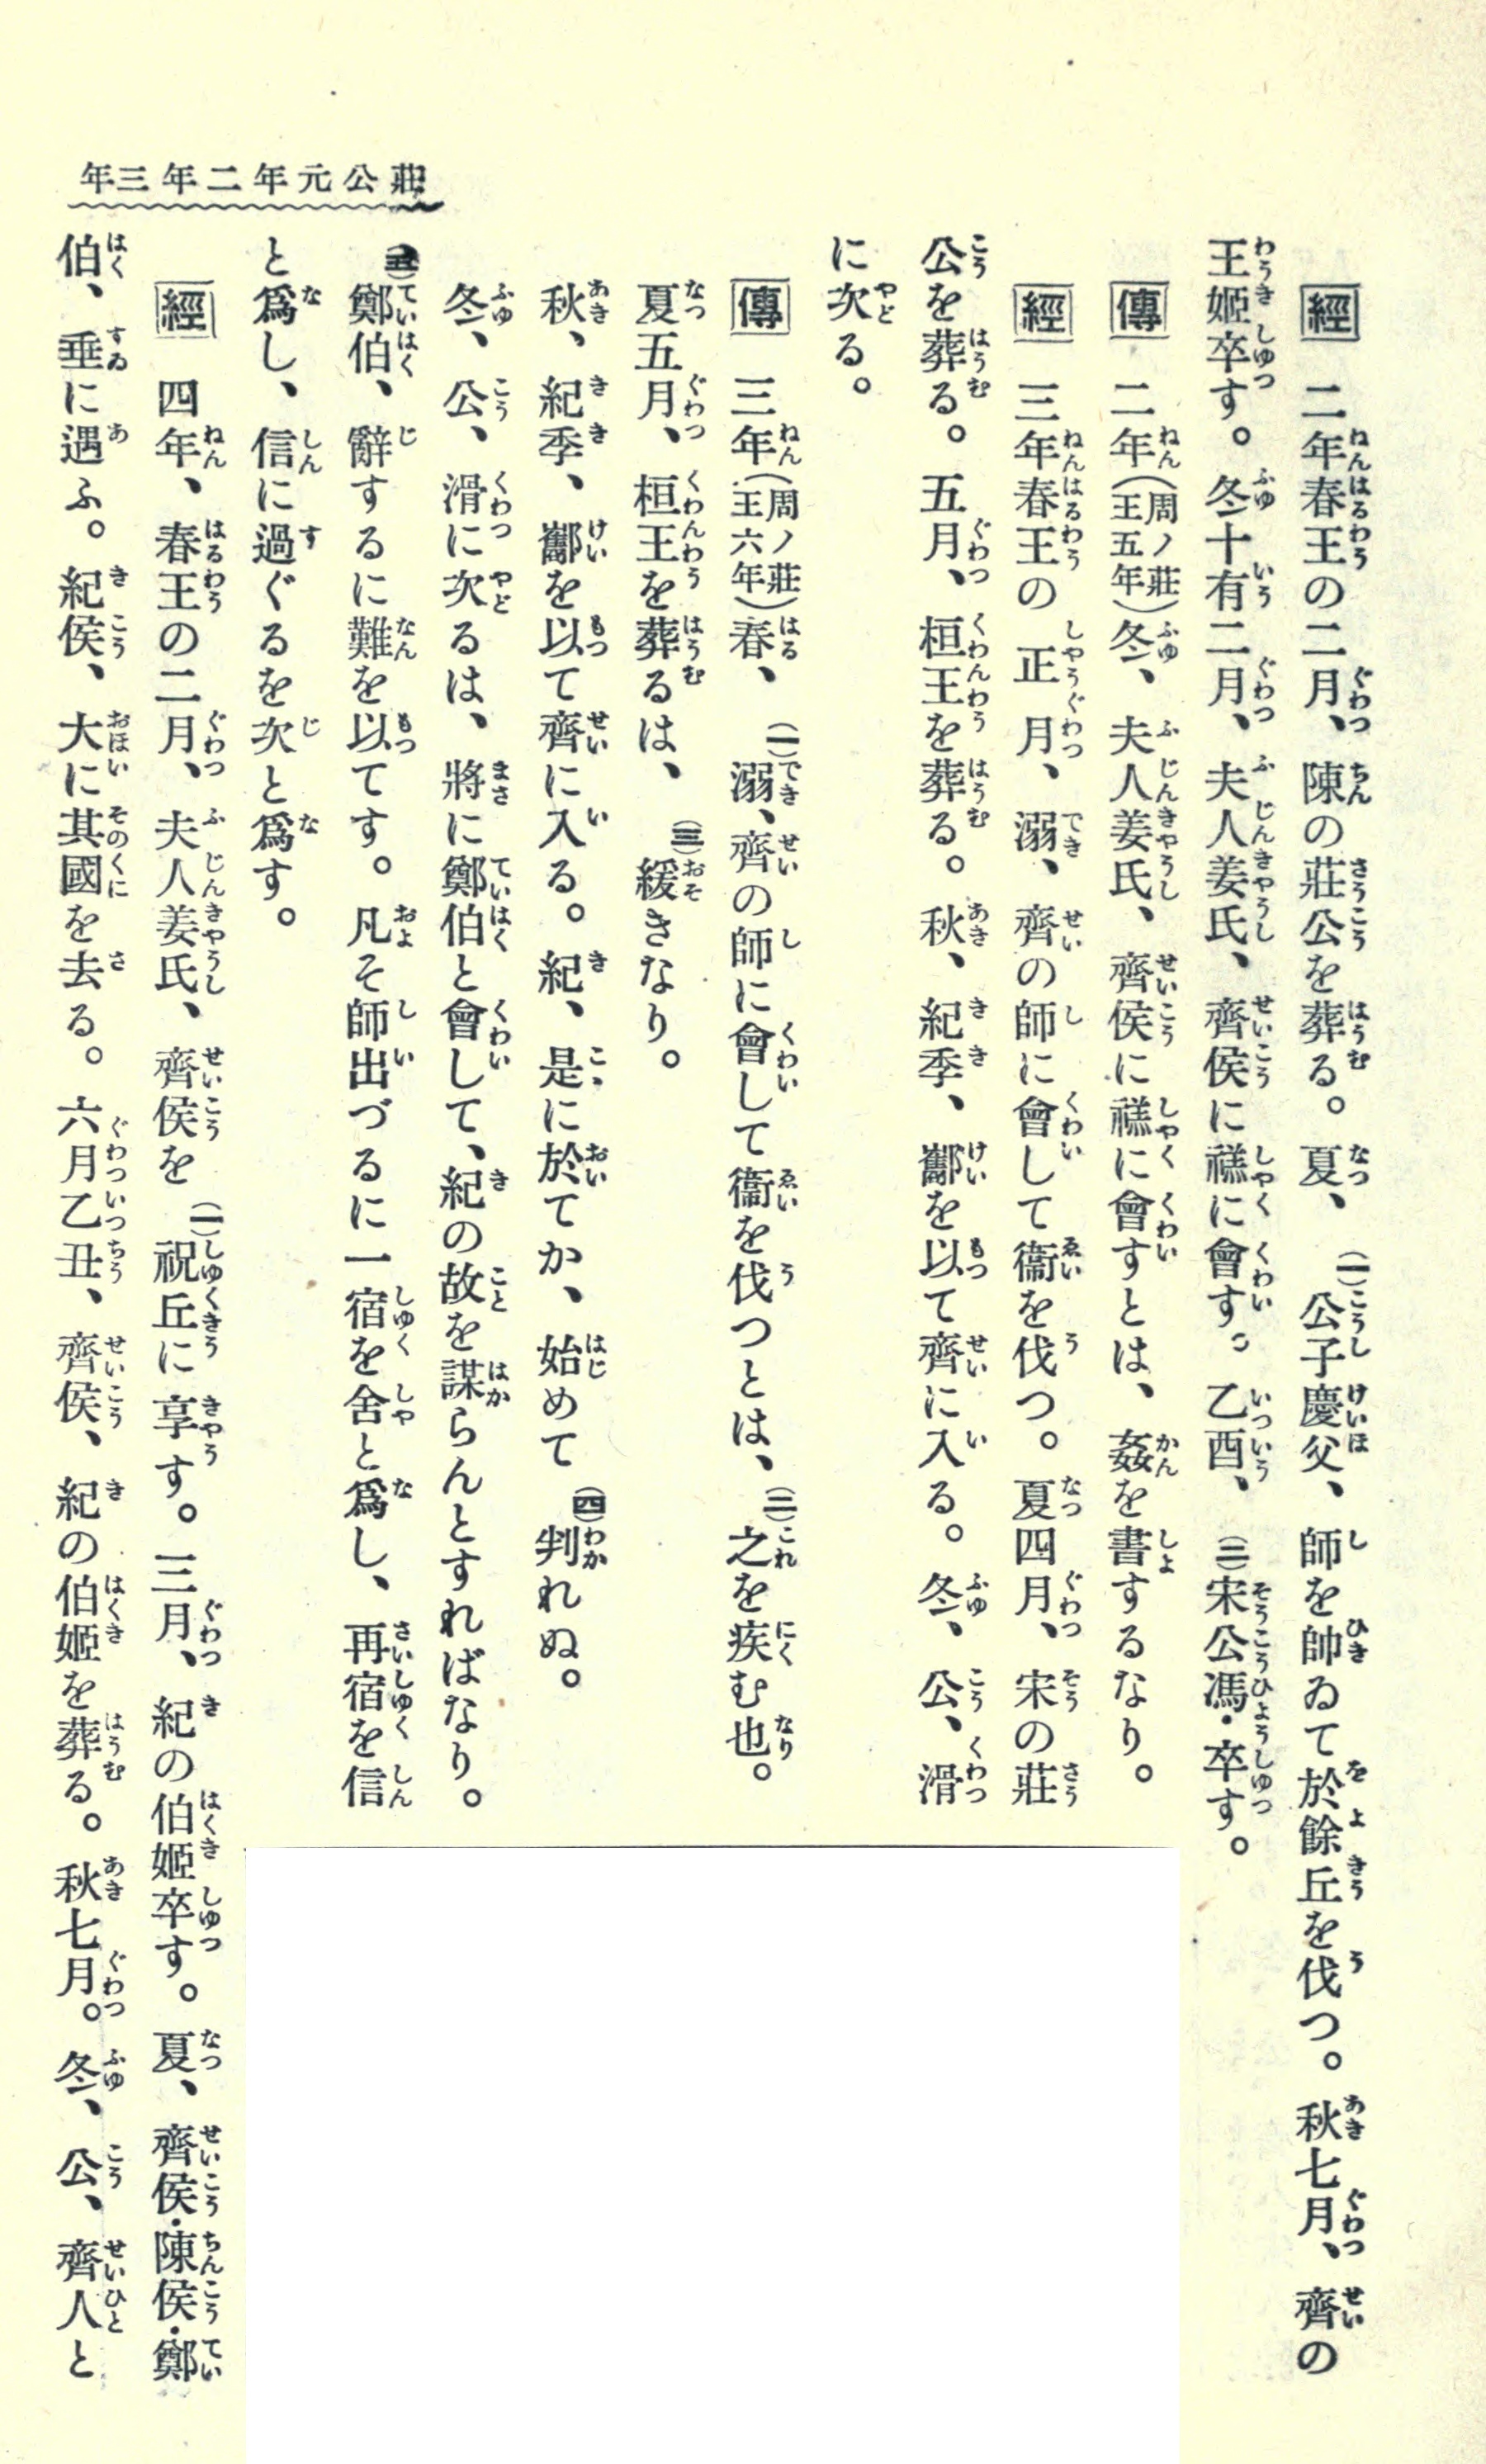 莊公元年二年三年
經　二年春王の二月、陳の莊公を葬る。夏、(一)公子慶父、師を帥ゐて於餘丘を伐つ。秋七月、齊の
王姬卒す。冬十有二月、夫人姜氏、齊侯に禚に會す。乙酉、(二)宋公馮・卒す。
傳　二年(周ノ莊王五年)冬、夫人姜氏、齊侯に禚に會すとは、姦を書するなり。
經　三年春王の正月、溺、齊の師に會して衞を伐つ。夏四月、宋の莊
公を葬る。五月、桓王を葬る。秋、紀季、酅を以て齊に入る。冬、公、滑
に次る。
傳　三年(周ノ莊王六年)春、(一)溺、齊の師に會して衞を伐つとは、(二)之を疾む也。
夏五月、桓王を葬るは、(三)緩きなり。
秋、紀季、酅を以て齊に入る。紀、是に於てか、始めて(四)判れぬ。
冬、公、滑に次るは、將に鄭伯と會して、紀の故を謀らんとすればなり。
(五)鄭伯、辭するに難を以てす。凡そ師出づるに一宿を舍と爲し、再宿を信
と爲し、信に過ぐるを次と爲す。
經　四年、春王の二月、夫人姜氏、齊侯を(一)祝丘に享す。三月、紀の伯姬卒す。夏、齊侯・陳侯・鄭
伯、垂に遇ふ。紀侯、大に其國を去る。六月乙丑、齊侯、紀の伯姬を葬る。秋七月。冬、公、齊人と